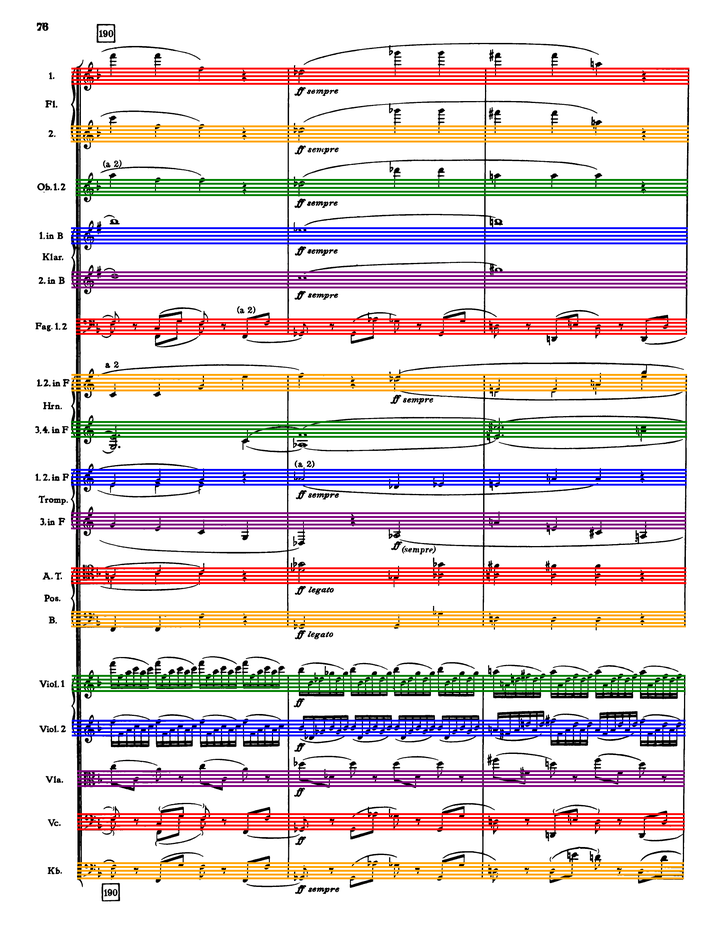 76
190
1.
Fl.
ff sempre
2.
ff sempre
(a 2)
Ob. 1. 2
ff sempre
1. in B
ff sempre
Klar.
2. in B
ff sempre
(a 2)
Fag. 1. 2
a 2
1.2. in F
ff sempre
Hrn.
3.4. in F
(a 2)
1.2. in F
ff sempre
Tromp.
3. in F
ff (sempre)
A. T.
ff legato
Pos.
B.
ff legato
Viol. 1
ff
Viol. 2
ff
Vla.
ff
Vc.
ff
Kb.
ff sempre
190